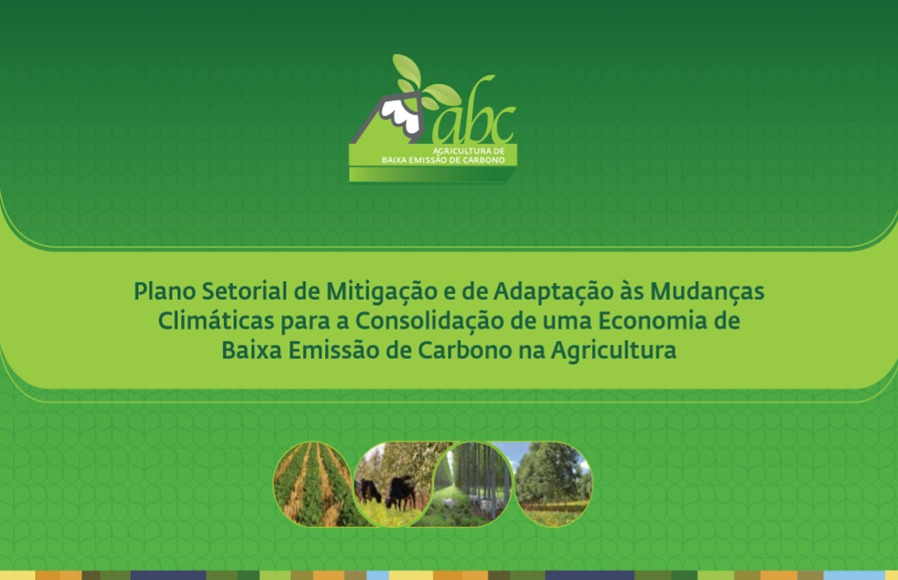 abc
AGRICULTURA DE
BAIXA EMISSÃO DE CARBONO
Plano Setorial de Mitigação e de Adaptação às Mudanças
Climáticas para a Consolidação de uma Economia de
Baixa Emissão de Carbono na Agricultura